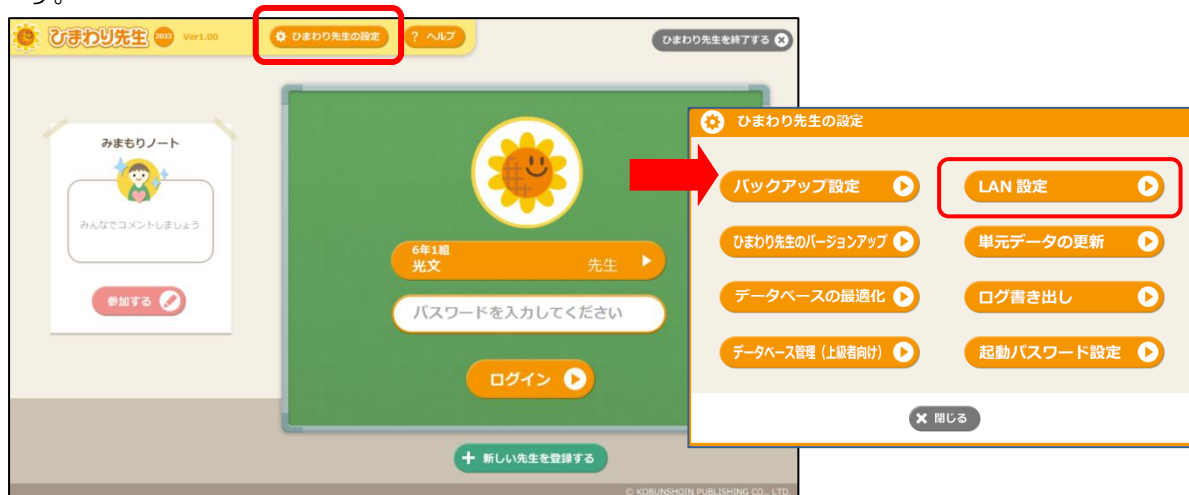 す。
ひまわり先生 2023 Ver1.00
ひまわり先生の設定
? ヘルプ
ひまわり先生を終了する
みまもりノート
みんなでコメントしましょう
参加する
6年1組
光文 先生
パスワードを入力してください
ログイン
+ 新しい先生を登録する
© KOBUNSHOIN PUBLISHING CO., LTD.
ひまわり先生の設定
バックアップ設定
LAN 設定
ひまわり先生のバージョンアップ
単元データの更新
データベースの最適化
ログ書き出し
データベース管理(上級者向け)
起動パスワード設定
閉じる